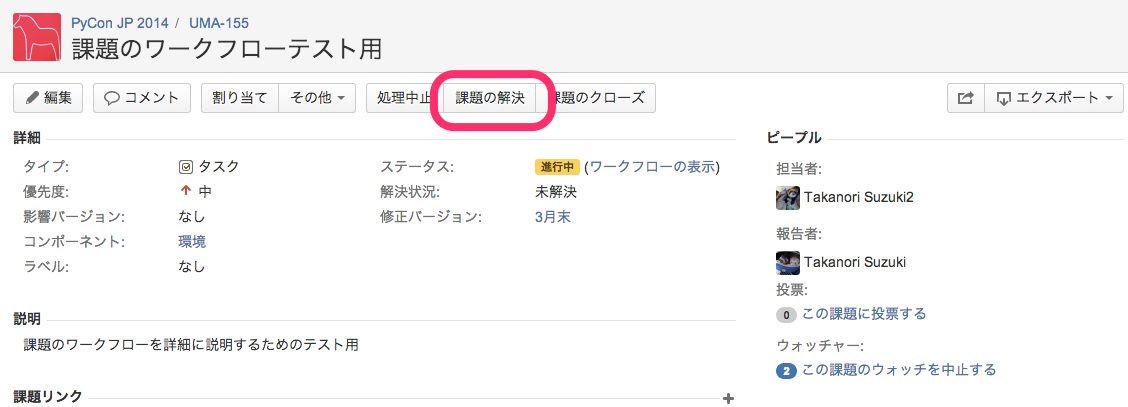 PyCon JP 2014 / UMA-155
課題のワークフローテスト用
編集 コメント 割り当て その他 処理中止 課題の解決 課題のクローズ エクスポート
詳細
タイプ: タスク
優先度: 中
影響バージョン: なし
コンポーネント: 環境
ラベル: なし
ステータス: 進行中 (ワークフローの表示)
解決状況: 未解決
修正バージョン: 3月末
説明
課題のワークフローを詳細に説明するためのテスト用
課題リンク
ピープル
担当者:
Takanori Suzuki2
報告者:
Takanori Suzuki
投票:
0 この課題に投票する
ウォッチャー:
2 この課題のウォッチを中止する